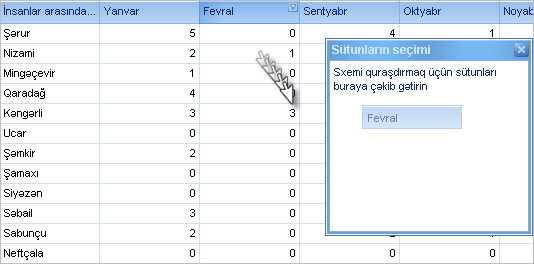 İnsanlar arasında... Yanvar Fevral Sentyabr Oktyabr Noyab
Şərur 5 0 4 1
Nizami 2 1
Mingəçevir 1 0
Qaradağ 4
Kəngərli 3 3
Ucar 0 0
Şəmkir 2 0
Şamaxı 0 0
Siyəzən 0 0
Səbail 3 0
Sabunçu 2 0
Neftçala 0 0 0 0
Sütunların seçimi
Sxemi quraşdırmaq üçün sütunları
buraya çəkib gətirin
Fevral